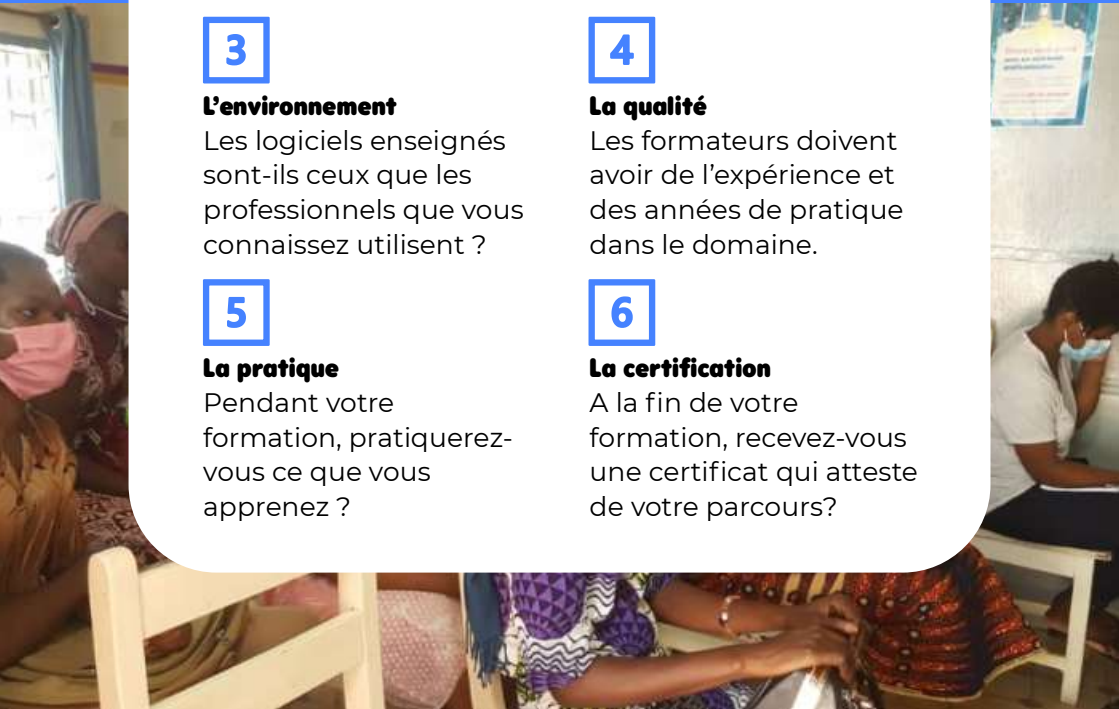 3
L'environnement
Les logiciels enseignés
sont-ils ceux que les
professionnels que vous
connaissez utilisent ?
4
La qualité
Les formateurs doivent
avoir de l'expérience et
des années de pratique
dans le domaine.
5
La pratique
Pendant votre
formation, pratiquerez-
vous ce que vous
apprenez ?
6
La certification
A la fin de votre
formation, recevez-vous
une certificat qui atteste
de votre parcours?